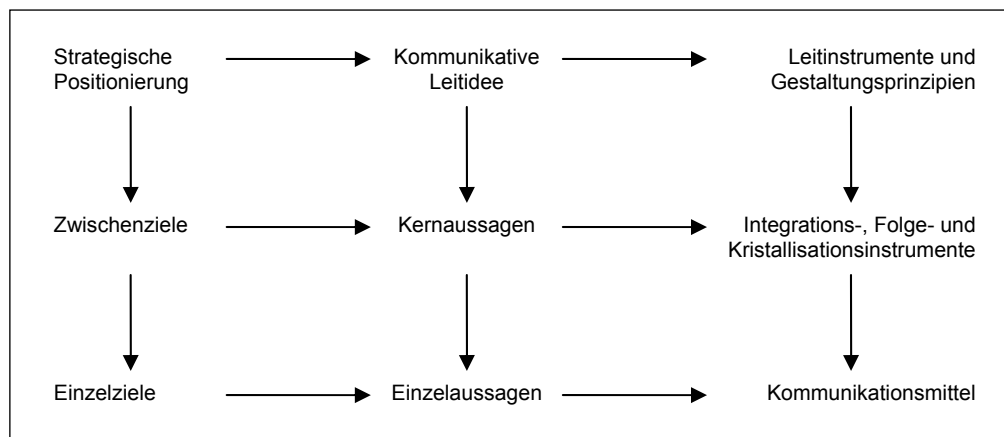 Strategische
Positionierung
Kommunikative
Leitidee
Leitinstrumente und
Gestaltungsprinzipien
Zwischenziele
Kernaussagen
Integrations-, Folge- und
Kristallisationsinstrumente
Einzelziele
Einzelaussagen
Kommunikationsmittel